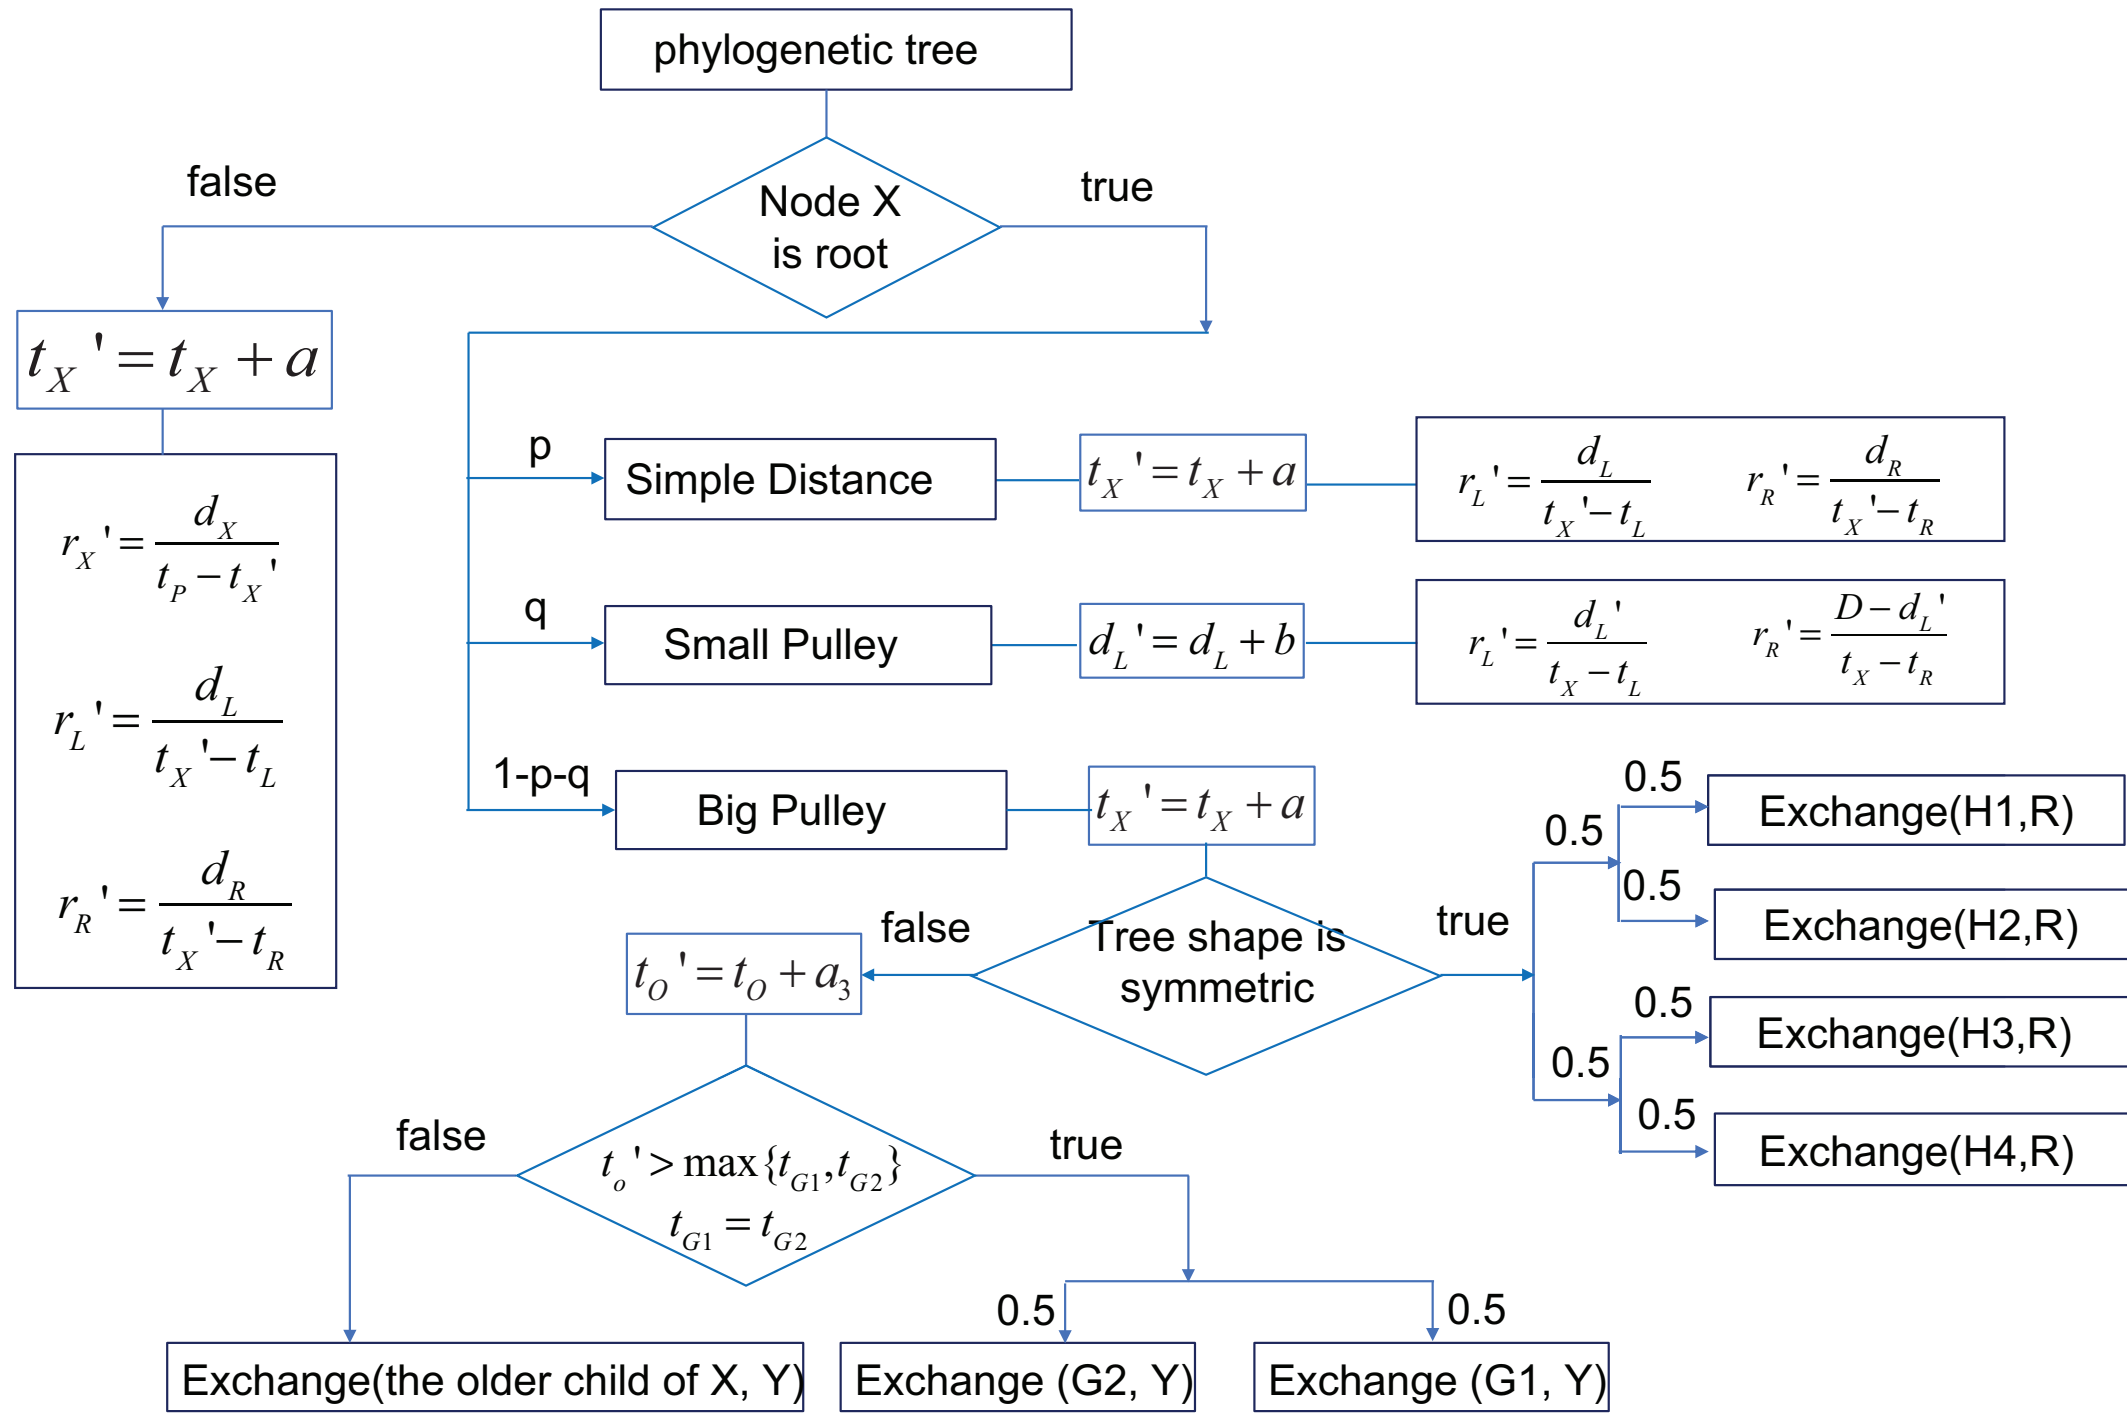 phylogenetic tree
false
true
Node X
is root
t_X' = t_X + a
r_X' = d_X / (t_P − t_X')
r_L' = d_L / (t_X' − t_L)
r_R' = d_R / (t_X' − t_R)
p
Simple Distance
t_X' = t_X + a
r_L' = d_L / (t_X' − t_L)
r_R' = d_R / (t_X' − t_R)
q
Small Pulley
d_L' = d_L + b
r_L' = d_L' / (t_X − t_L)
r_R' = (D − d_L') / (t_X − t_R)
1-p-q
Big Pulley
t_X' = t_X + a
false
Tree shape is
symmetric
true
0.5
0.5
Exchange(H1,R)
0.5
Exchange(H2,R)
0.5
0.5
Exchange(H3,R)
0.5
Exchange(H4,R)
t_O' = t_O + a_3
false
t_o' > max{t_G1, t_G2}
t_G1 = t_G2
true
0.5
0.5
Exchange(the older child of X, Y)
Exchange (G2, Y)
Exchange (G1, Y)